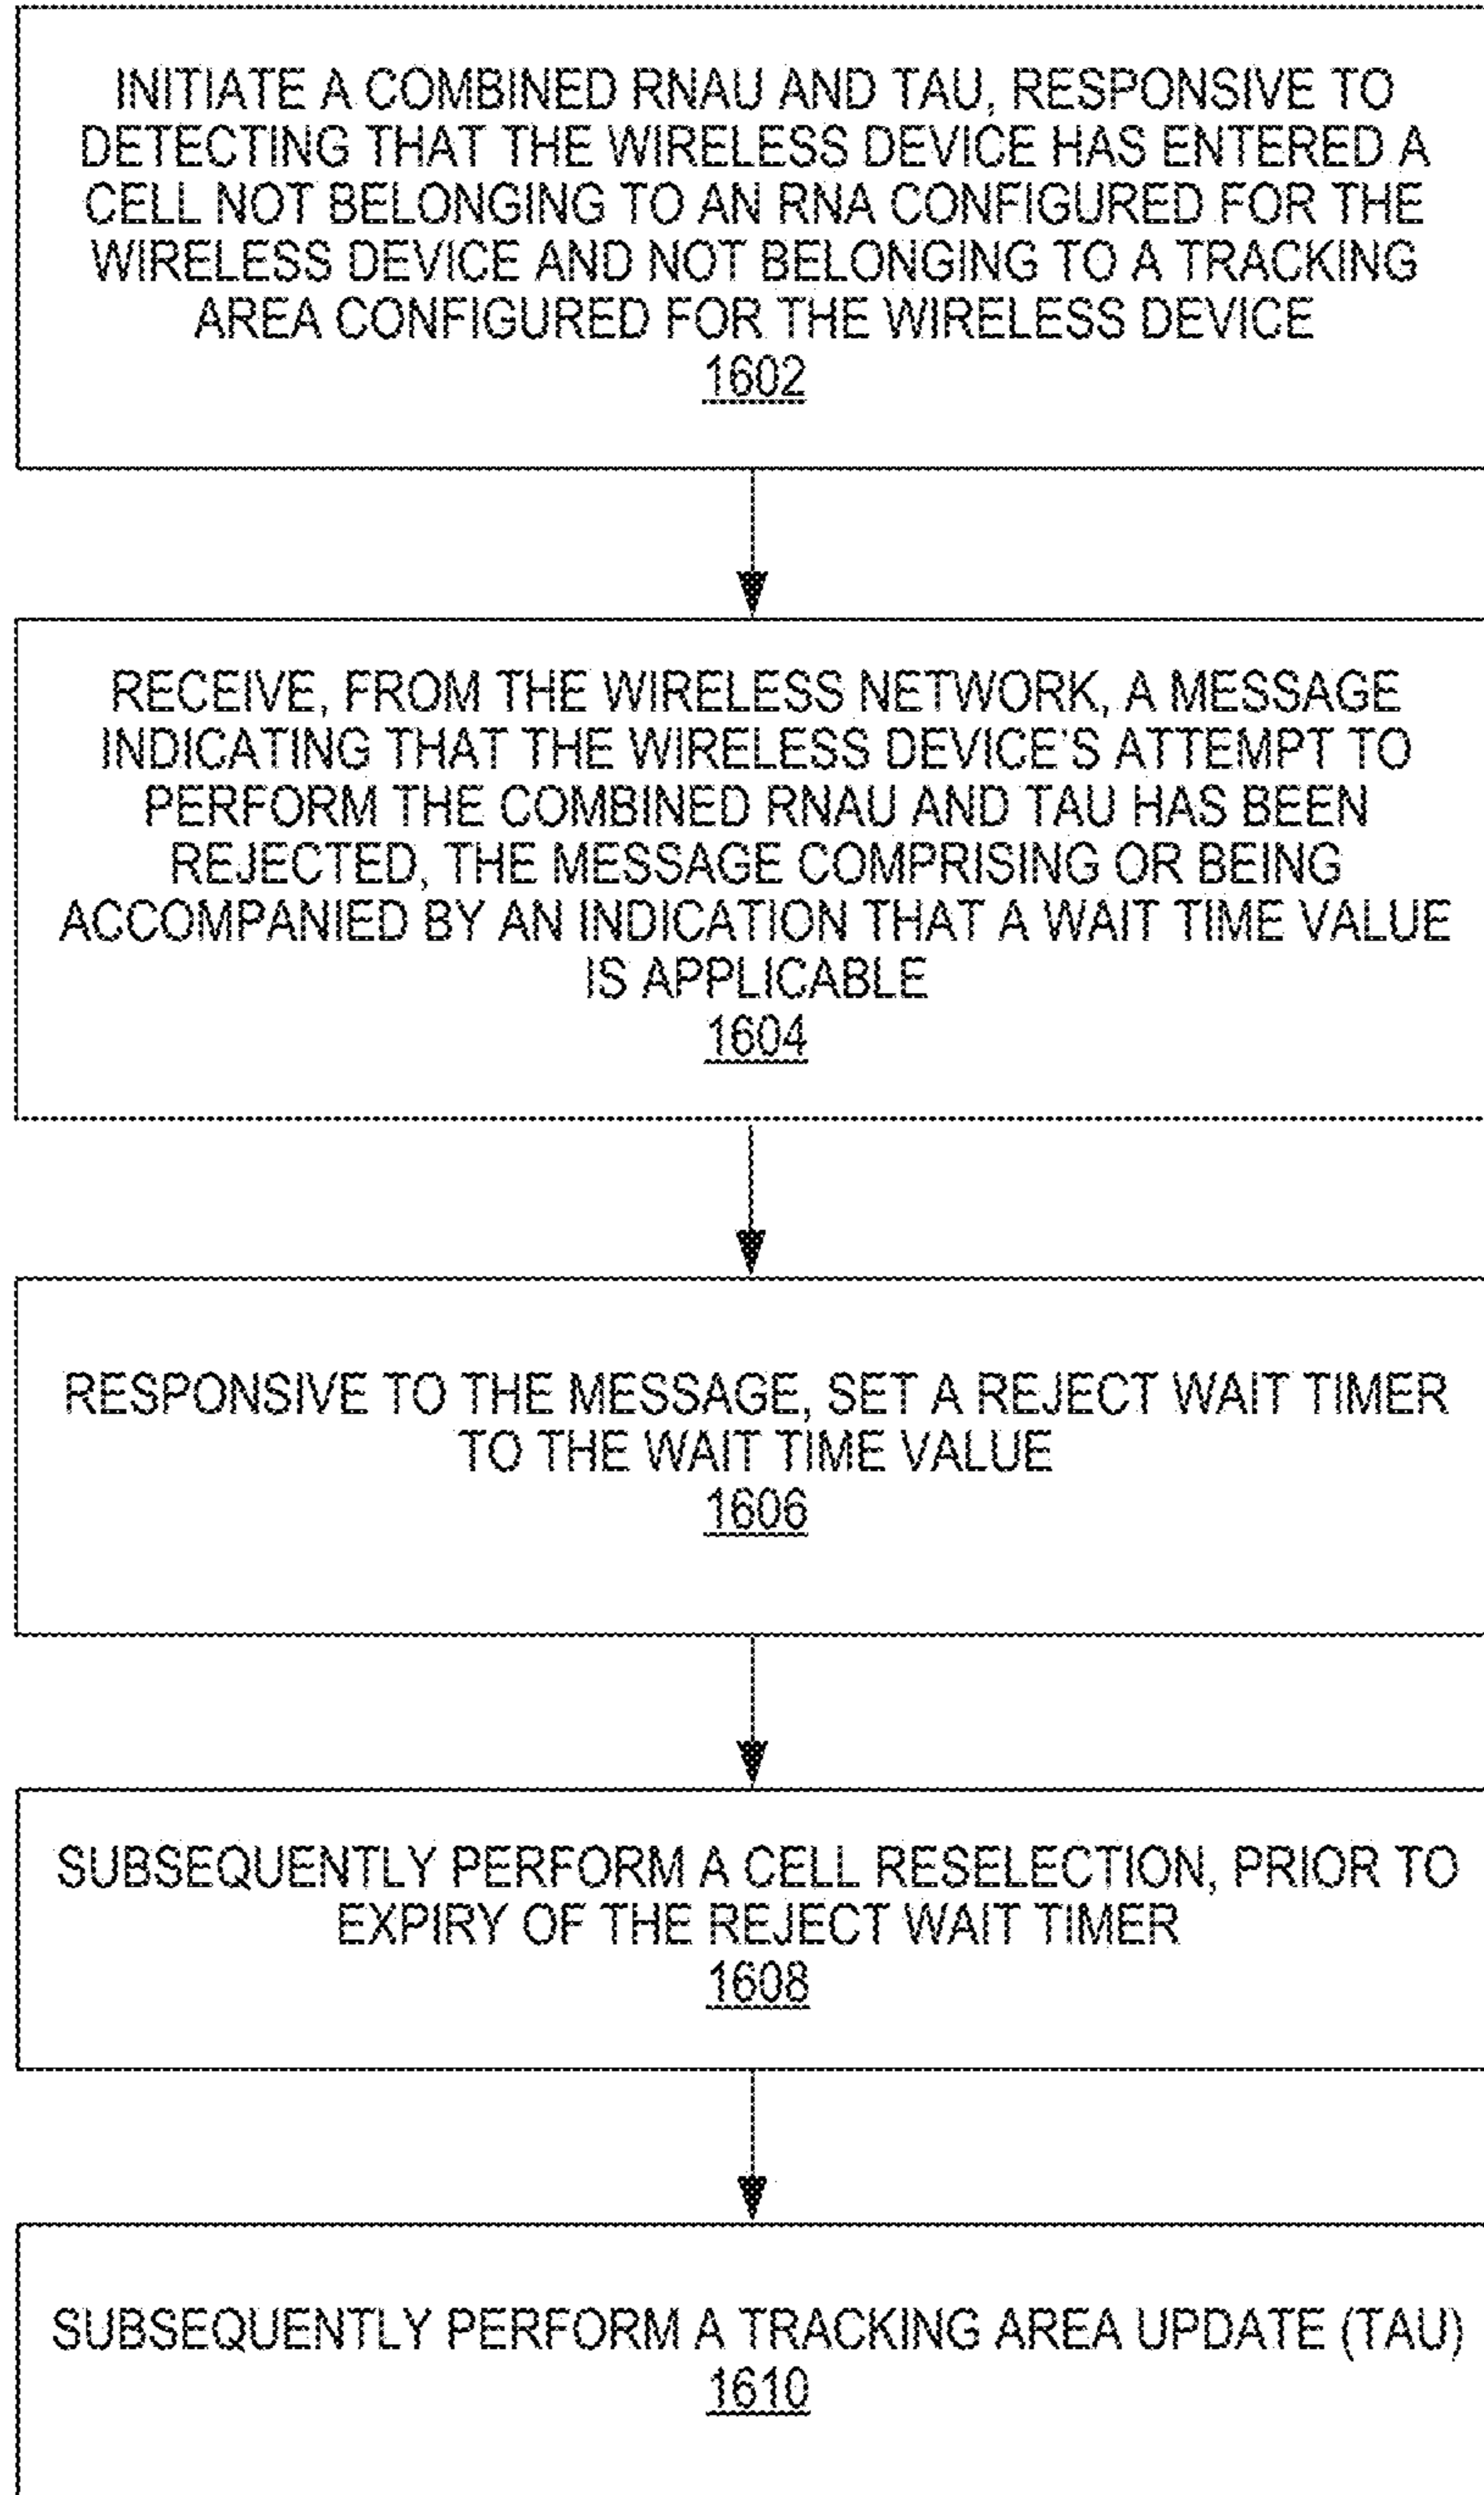 INITIATE A COMBINED RNAU AND TAU, RESPONSIVE TO
DETECTING THAT THE WIRELESS DEVICE HAS ENTERED A
CELL NOT BELONGING TO AN RNA CONFIGURED FOR THE
WIRELESS DEVICE AND NOT BELONGING TO A TRACKING
AREA CONFIGURED FOR THE WIRELESS DEVICE
1602
RECEIVE, FROM THE WIRELESS NETWORK, A MESSAGE
INDICATING THAT THE WIRELESS DEVICE'S ATTEMPT TO
PERFORM THE COMBINED RNAU AND TAU HAS BEEN
REJECTED, THE MESSAGE COMPRISING OR BEING
ACCOMPANIED BY AN INDICATION THAT A WAIT TIME VALUE
IS APPLICABLE
1604
RESPONSIVE TO THE MESSAGE, SET A REJECT WAIT TIMER
TO THE WAIT TIME VALUE
1606
SUBSEQUENTLY PERFORM A CELL RESELECTION, PRIOR TO
EXPIRY OF THE REJECT WAIT TIMER
1608
SUBSEQUENTLY PERFORM A TRACKING AREA UPDATE (TAU)
1610